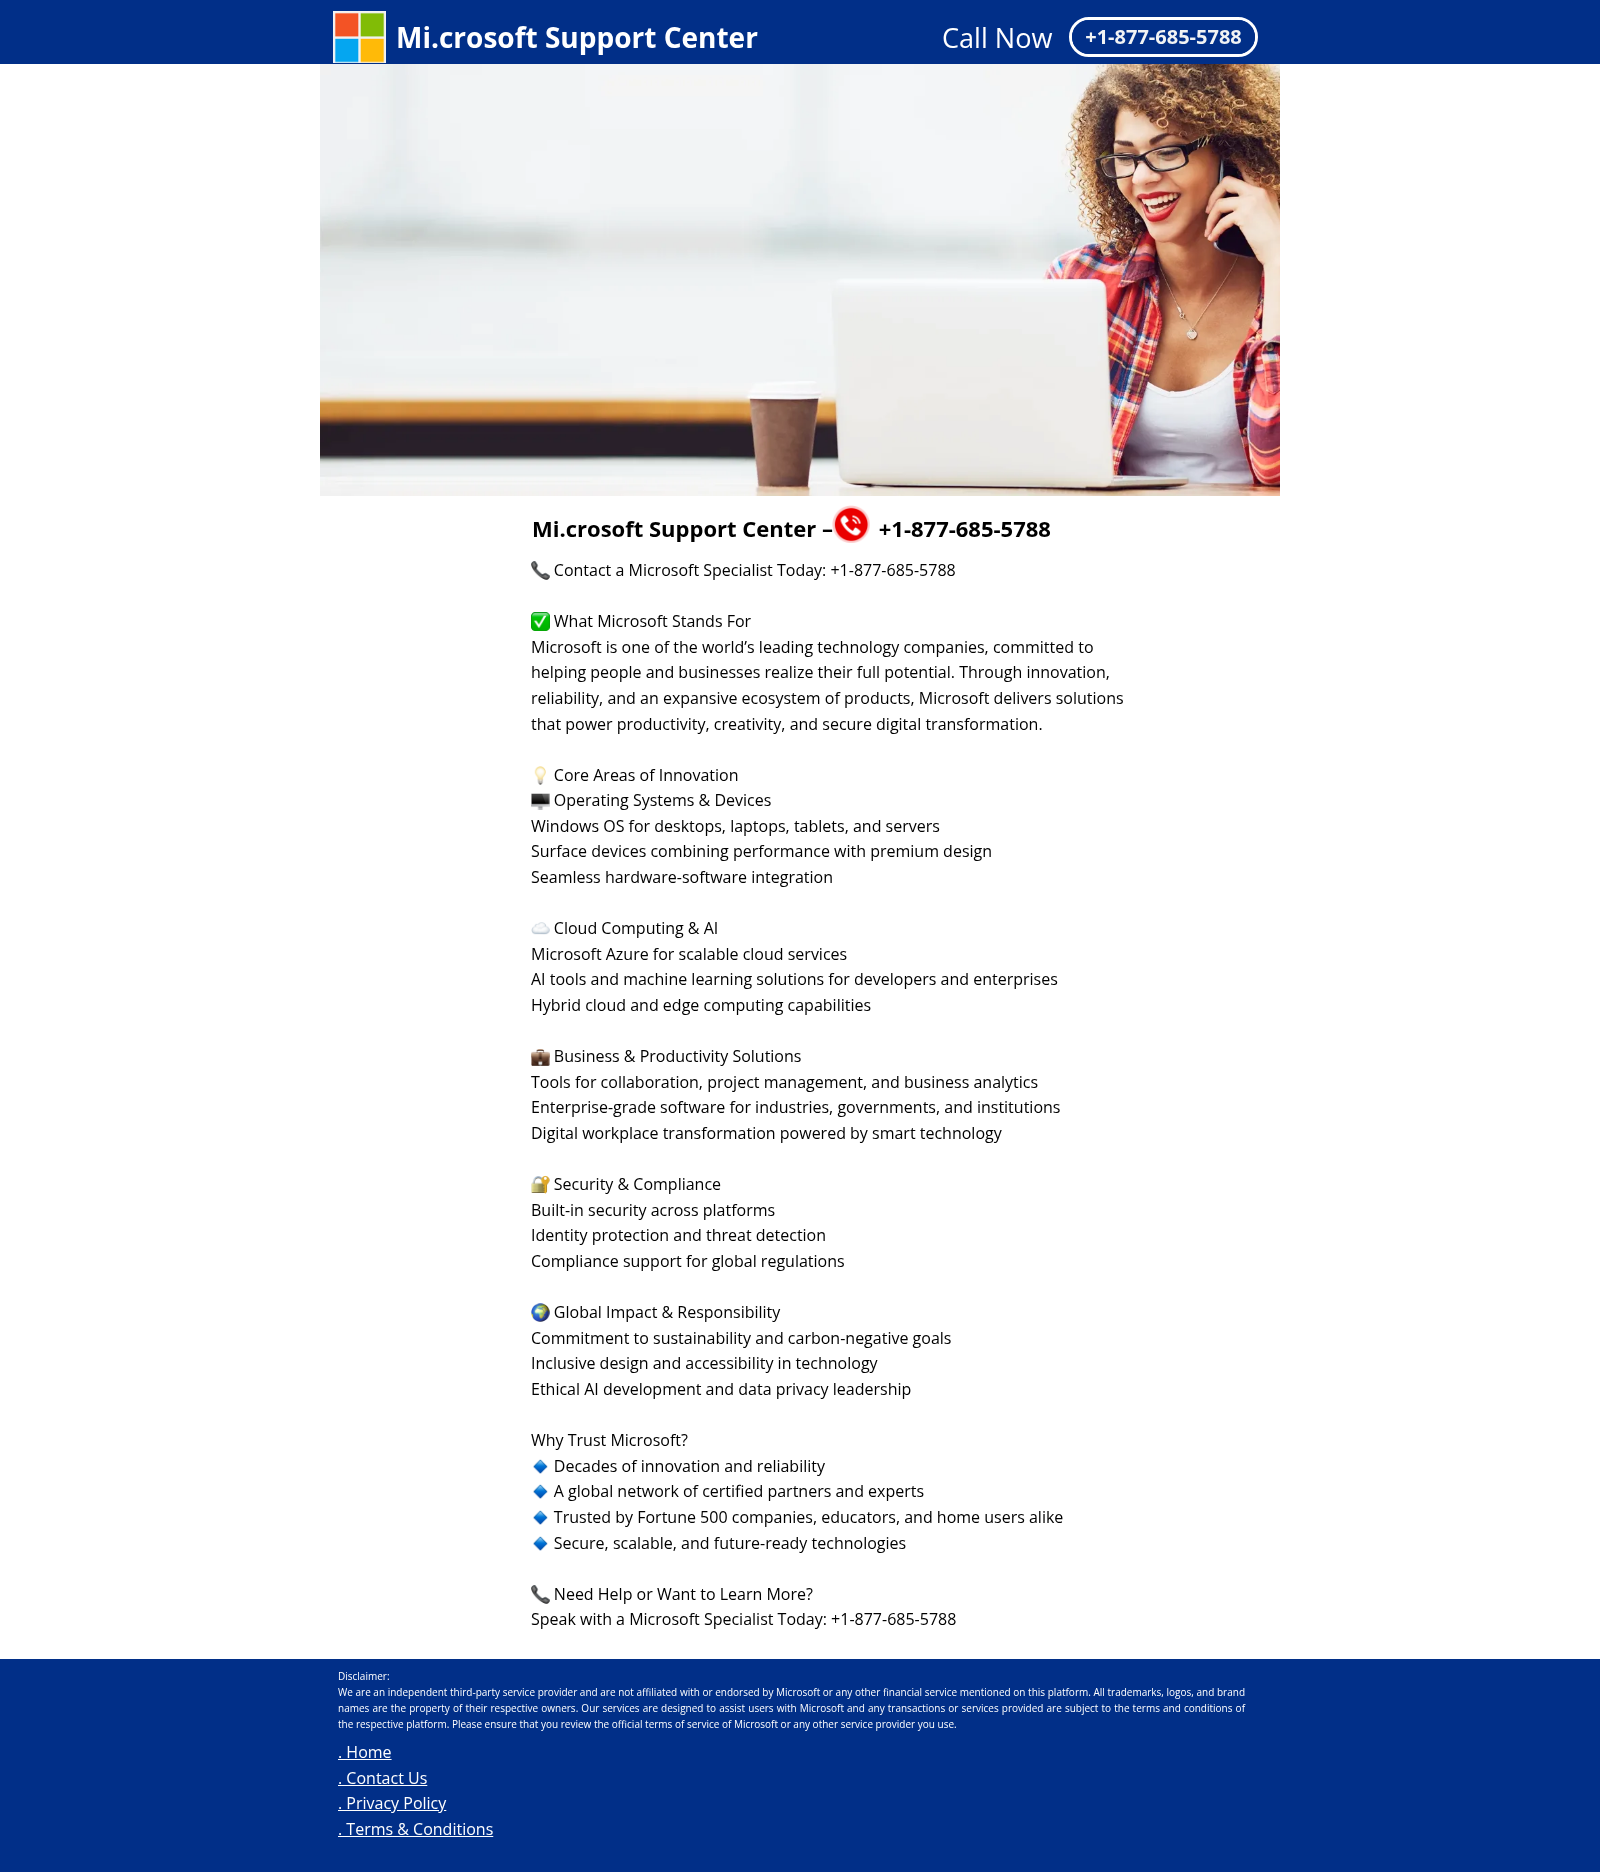 Mi.crosoft Support Center
Call Now
+1-877-685-5788
Mi.crosoft Support Center – +1-877-685-5788
📞 Contact a Microsoft Specialist Today: +1-877-685-5788
✅ What Microsoft Stands For
Microsoft is one of the world’s leading technology companies, committed to
helping people and businesses realize their full potential. Through innovation,
reliability, and an expansive ecosystem of products, Microsoft delivers solutions
that power productivity, creativity, and secure digital transformation.
💡 Core Areas of Innovation
🖥️ Operating Systems & Devices
Windows OS for desktops, laptops, tablets, and servers
Surface devices combining performance with premium design
Seamless hardware-software integration
☁️ Cloud Computing & AI
Microsoft Azure for scalable cloud services
AI tools and machine learning solutions for developers and enterprises
Hybrid cloud and edge computing capabilities
💼 Business & Productivity Solutions
Tools for collaboration, project management, and business analytics
Enterprise-grade software for industries, governments, and institutions
Digital workplace transformation powered by smart technology
🔐 Security & Compliance
Built-in security across platforms
Identity protection and threat detection
Compliance support for global regulations
🌍 Global Impact & Responsibility
Commitment to sustainability and carbon-negative goals
Inclusive design and accessibility in technology
Ethical AI development and data privacy leadership
Why Trust Microsoft?
🔹 Decades of innovation and reliability
🔹 A global network of certified partners and experts
🔹 Trusted by Fortune 500 companies, educators, and home users alike
🔹 Secure, scalable, and future-ready technologies
📞 Need Help or Want to Learn More?
Speak with a Microsoft Specialist Today: +1-877-685-5788
Disclaimer:
We are an independent third-party service provider and are not affiliated with or endorsed by Microsoft or any other financial service mentioned on this platform. All trademarks, logos, and brand
names are the property of their respective owners. Our services are designed to assist users with Microsoft and any transactions or services provided are subject to the terms and conditions of
the respective platform. Please ensure that you review the official terms of service of Microsoft or any other service provider you use.
. Home
. Contact Us
. Privacy Policy
. Terms & Conditions